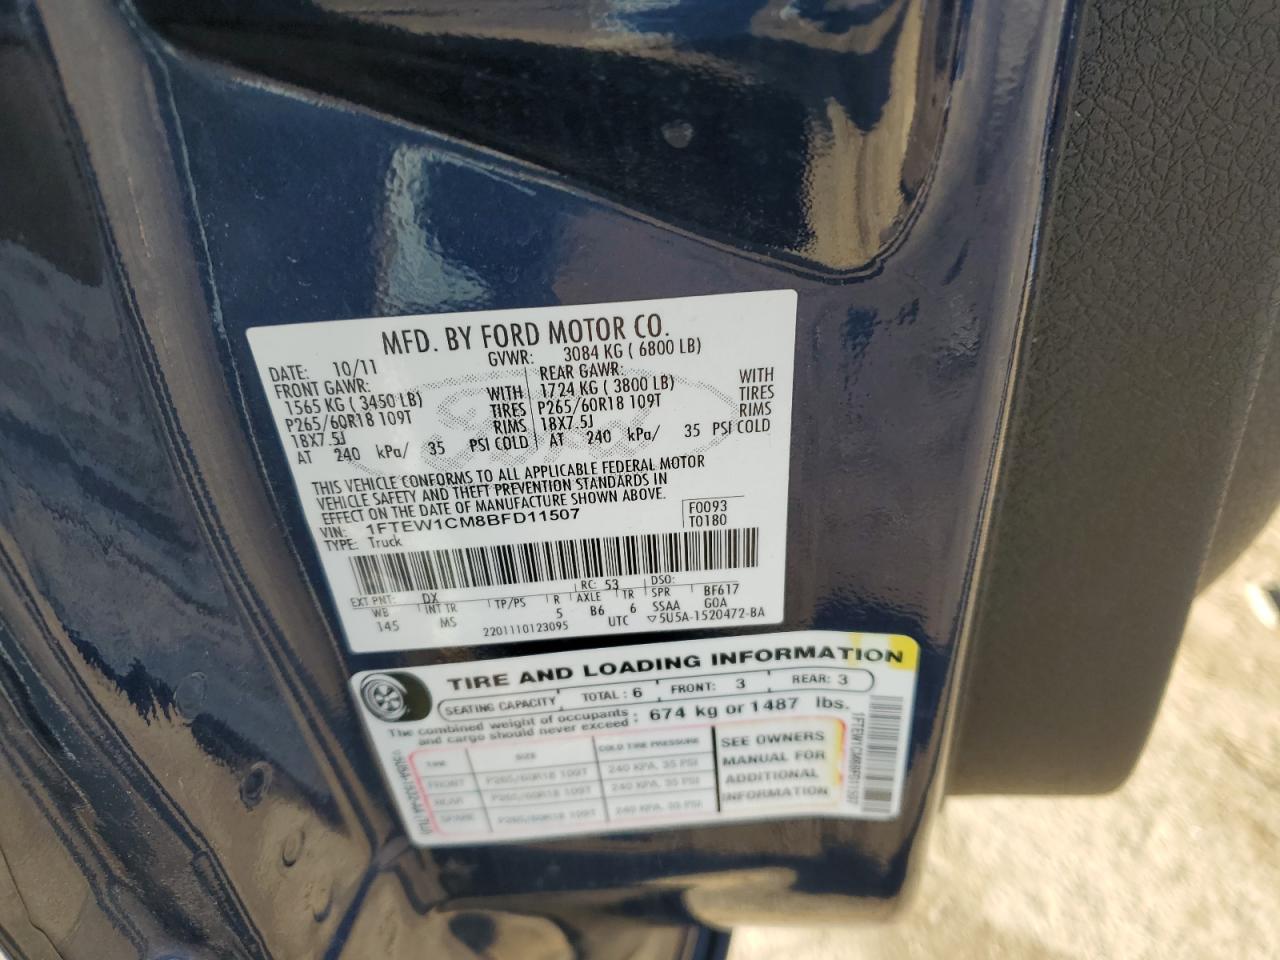 MFD. BY FORD MOTOR CO.
DATE: 10/11 GVWR: 3084 KG ( 6800 LB)
FRONT GAWR: REAR GAWR:
1565 KG ( 3450 LB) WITH 1724 KG ( 3800 LB) WITH
P265/60R18 109T TIRES P265/60R18 109T TIRES
18X7.5J RIMS 18X7.5J RIMS
AT 240 kPa/ 35 PSI COLD AT 240 kPa/ 35 PSI COLD
THIS VEHICLE CONFORMS TO ALL APPLICABLE FEDERAL MOTOR
VEHICLE SAFETY AND THEFT PREVENTION STANDARDS IN
EFFECT ON THE DATE OF MANUFACTURE SHOWN ABOVE.
VIN: 1FTEW1CM8BFD11507 F0093
TYPE: Truck T0180
EXT PNT: DX RC: 53 DSO:
WB INT TR TP/PS R AXLE TR SPR BF617
145 MS 5 B6 6 SSAA GOA
2201110123095 UTC ▽5U5A-1520472-BA
TIRE AND LOADING INFORMATION
SEATING CAPACITY TOTAL: 6 FRONT: 3 REAR: 3
The combined weight of occupants and cargo should never exceed: 674 kg or 1487 lbs.
TIRE SIZE COLD TIRE PRESSURE
FRONT P265/60R18 109T 240 KPA, 35 PSI
REAR P265/60R18 109T 240 KPA, 35 PSI
SPARE P265/60R18 109T 240 KPA, 35 PSI
SEE OWNERS
MANUAL FOR
ADDITIONAL
INFORMATION
1FTEW1CM8BFD11507